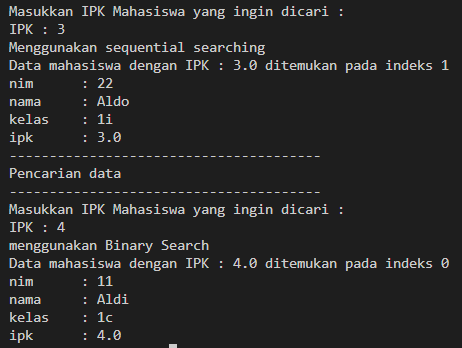 Masukkan IPK Mahasiswa yang ingin dicari :
IPK : 3
Menggunakan sequential searching
Data mahasiswa dengan IPK : 3.0 ditemukan pada indeks 1
nim      : 22
nama     : Aldo
kelas    : 1i
ipk      : 3.0
---------------------------------------
Pencarian data
---------------------------------------
Masukkan IPK Mahasiswa yang ingin dicari :
IPK : 4
menggunakan Binary Search
Data mahasiswa dengan IPK : 4.0 ditemukan pada indeks 0
nim      : 11
nama     : Aldi
kelas    : 1c
ipk      : 4.0